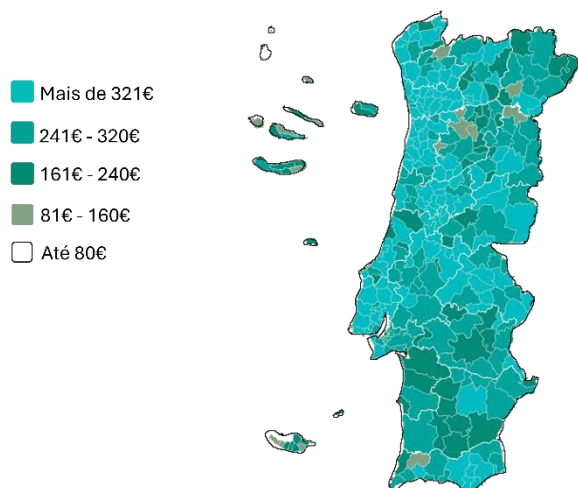 Mais de 321€
241€ - 320€
161€ - 240€
81€ - 160€
Até 80€